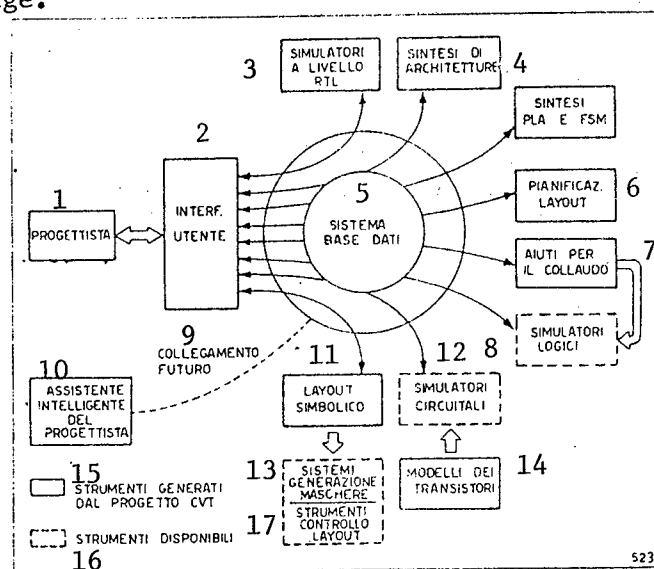 ge.
3
SIMULATORI
A LIVELLO
RTL
SINTESI DI
ARCHITETTURE
4
SINTESI
PLA E FSM
2
INTERF.
UTENTE
5
SISTEMA
BASE DATI
PIANIFICAZ.
LAYOUT
6
1
PROGETTISTA
AIUTI PER
IL COLLAUDO
7
SIMULATORI
LOGICI
8
9
COLLEGAMENTO
FUTURO
10
ASSISTENTE
INTELLIGENTE
DEL
PROGETTISTA
11
LAYOUT
SIMBOLICO
12
SIMULATORI
CIRCUITALI
13
SISTEMI
GENERAZIONE
MASCHERE
17
STRUMENTI
CONTROLLO
LAYOUT
MODELLI DEI
TRANSISTORI
14
15
STRUMENTI GENERATI
DAL PROGETTO CVT
STRUMENTI DISPONIBILI
16
523